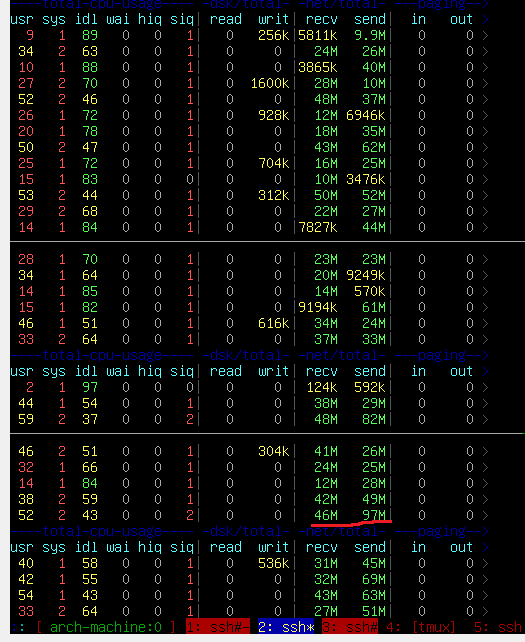 ----total-cpu-usage---- -dsk/total- -net/total- ---paging-->
usr sys idl wai hiq siq| read  writ| recv  send|  in   out >
9 1 89 0 0 1| 0 256k|5811k 9.9M| 0 0 >
34 2 63 0 0 1| 0 0 | 24M 26M| 0 0 >
10 1 88 0 0 1| 0 0 |3865k 40M| 0 0 >
27 2 70 0 0 1| 0 1600k| 28M 10M| 0 0 >
52 2 46 0 0 1| 0 0 | 48M 37M| 0 0 >
26 1 72 0 0 1| 0 928k| 12M 6946k| 0 0 >
20 1 78 0 0 1| 0 0 | 18M 35M| 0 0 >
50 2 47 0 0 1| 0 0 | 43M 62M| 0 0 >
25 1 72 0 0 1| 0 704k| 16M 25M| 0 0 >
15 1 83 0 0 0| 0 0 | 10M 3476k| 0 0 >
53 2 44 0 0 1| 0 312k| 50M 52M| 0 0 >
29 2 68 0 0 1| 0 0 | 22M 27M| 0 0 >
14 1 84 0 0 1| 0 0 |7827k 44M| 0 0 >
28 1 70 0 0 1| 0 0 | 23M 23M| 0 0 >
34 1 64 0 0 1| 0 0 | 20M 9249k| 0 0 >
14 1 85 0 0 1| 0 0 | 14M 570k| 0 0 >
15 1 82 0 0 1| 0 0 |9194k 61M| 0 0 >
46 1 51 0 0 1| 0 616k| 34M 24M| 0 0 >
33 2 64 0 0 1| 0 0 | 37M 33M| 0 0 >
----total-cpu-usage---- -dsk/total- -net/total- ---paging-->
usr sys idl wai hiq siq| read  writ| recv  send|  in   out >
2 1 97 0 0 0| 0 0 | 124k 592k| 0 0 >
44 1 54 0 0 1| 0 0 | 38M 29M| 0 0 >
59 2 37 0 0 2| 0 0 | 48M 82M| 0 0 >
46 2 51 0 0 1| 0 304k| 41M 26M| 0 0 >
32 1 66 0 0 1| 0 0 | 24M 25M| 0 0 >
14 1 84 0 0 1| 0 0 | 12M 28M| 0 0 >
38 2 59 0 0 1| 0 0 | 42M 49M| 0 0 >
52 2 43 0 0 2| 0 0 | 46M 97M| 0 0 >
----total-cpu-usage---- -dsk/total- -net/total- ---paging-->
usr sys idl wai hiq siq| read  writ| recv  send|  in   out >
40 1 58 0 0 1| 0 536k| 31M 45M| 0 0 >
42 2 55 0 0 1| 0 0 | 32M 69M| 0 0 >
54 2 43 0 0 1| 0 0 | 43M 63M| 0 0 >
33 2 64 0 0 1| 0 0 | 27M 51M| 0 0 >
:: [ arch-machine:0 ] 1: ssh#- 2: ssh* 3: ssh# 4: [tmux] 5: ssh